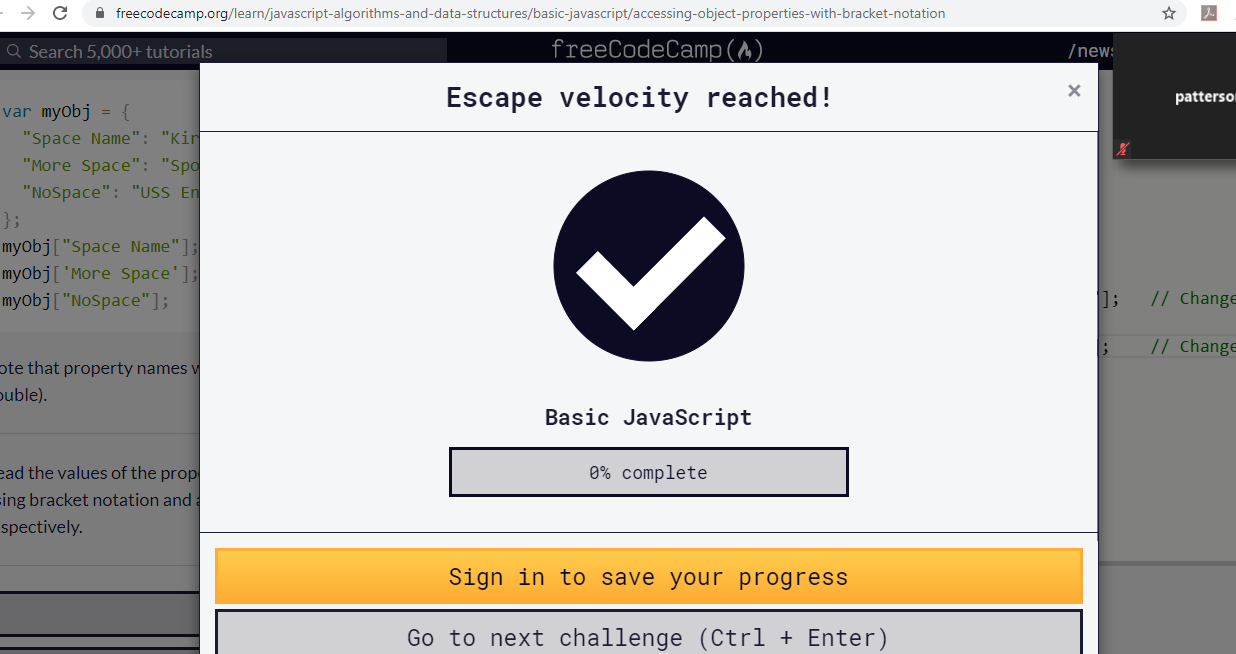 freecodecamp.org/learn/javascript-algorithms-and-data-structures/basic-javascript/accessing-object-properties-with-bracket-notation
Search 5,000+ tutorials
freeCodeCamp(🔥)
/news
Escape velocity reached!
×
patterson
var myObj = {
"Space Name": "Kir
"More Space": "Spo
"NoSpace": "USS En
};
myObj["Space Name"];
myObj['More Space'];
myObj["NoSpace"];
'];   // Change
ote that property names w
];   // Change
ouble).
Basic JavaScript
0% complete
ead the values of the prope
sing bracket notation and a
spectively.
Sign in to save your progress
Go to next challenge (Ctrl + Enter)